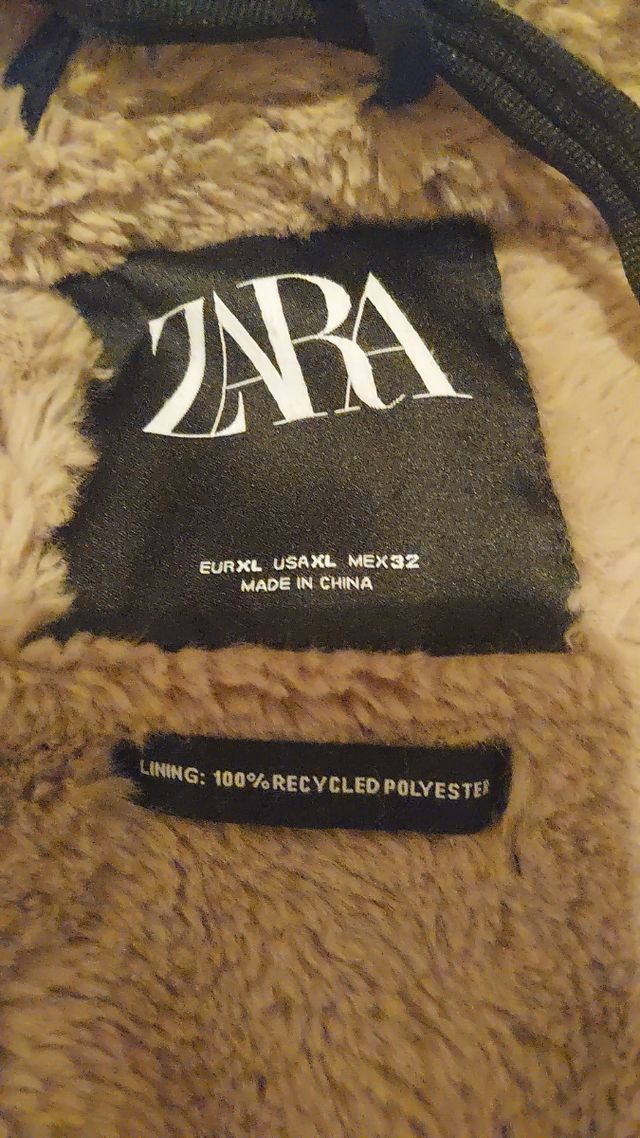 ZARA
EURXL USAXL MEX32
MADE IN CHINA
LINING: 100% RECYCLED POLYESTER